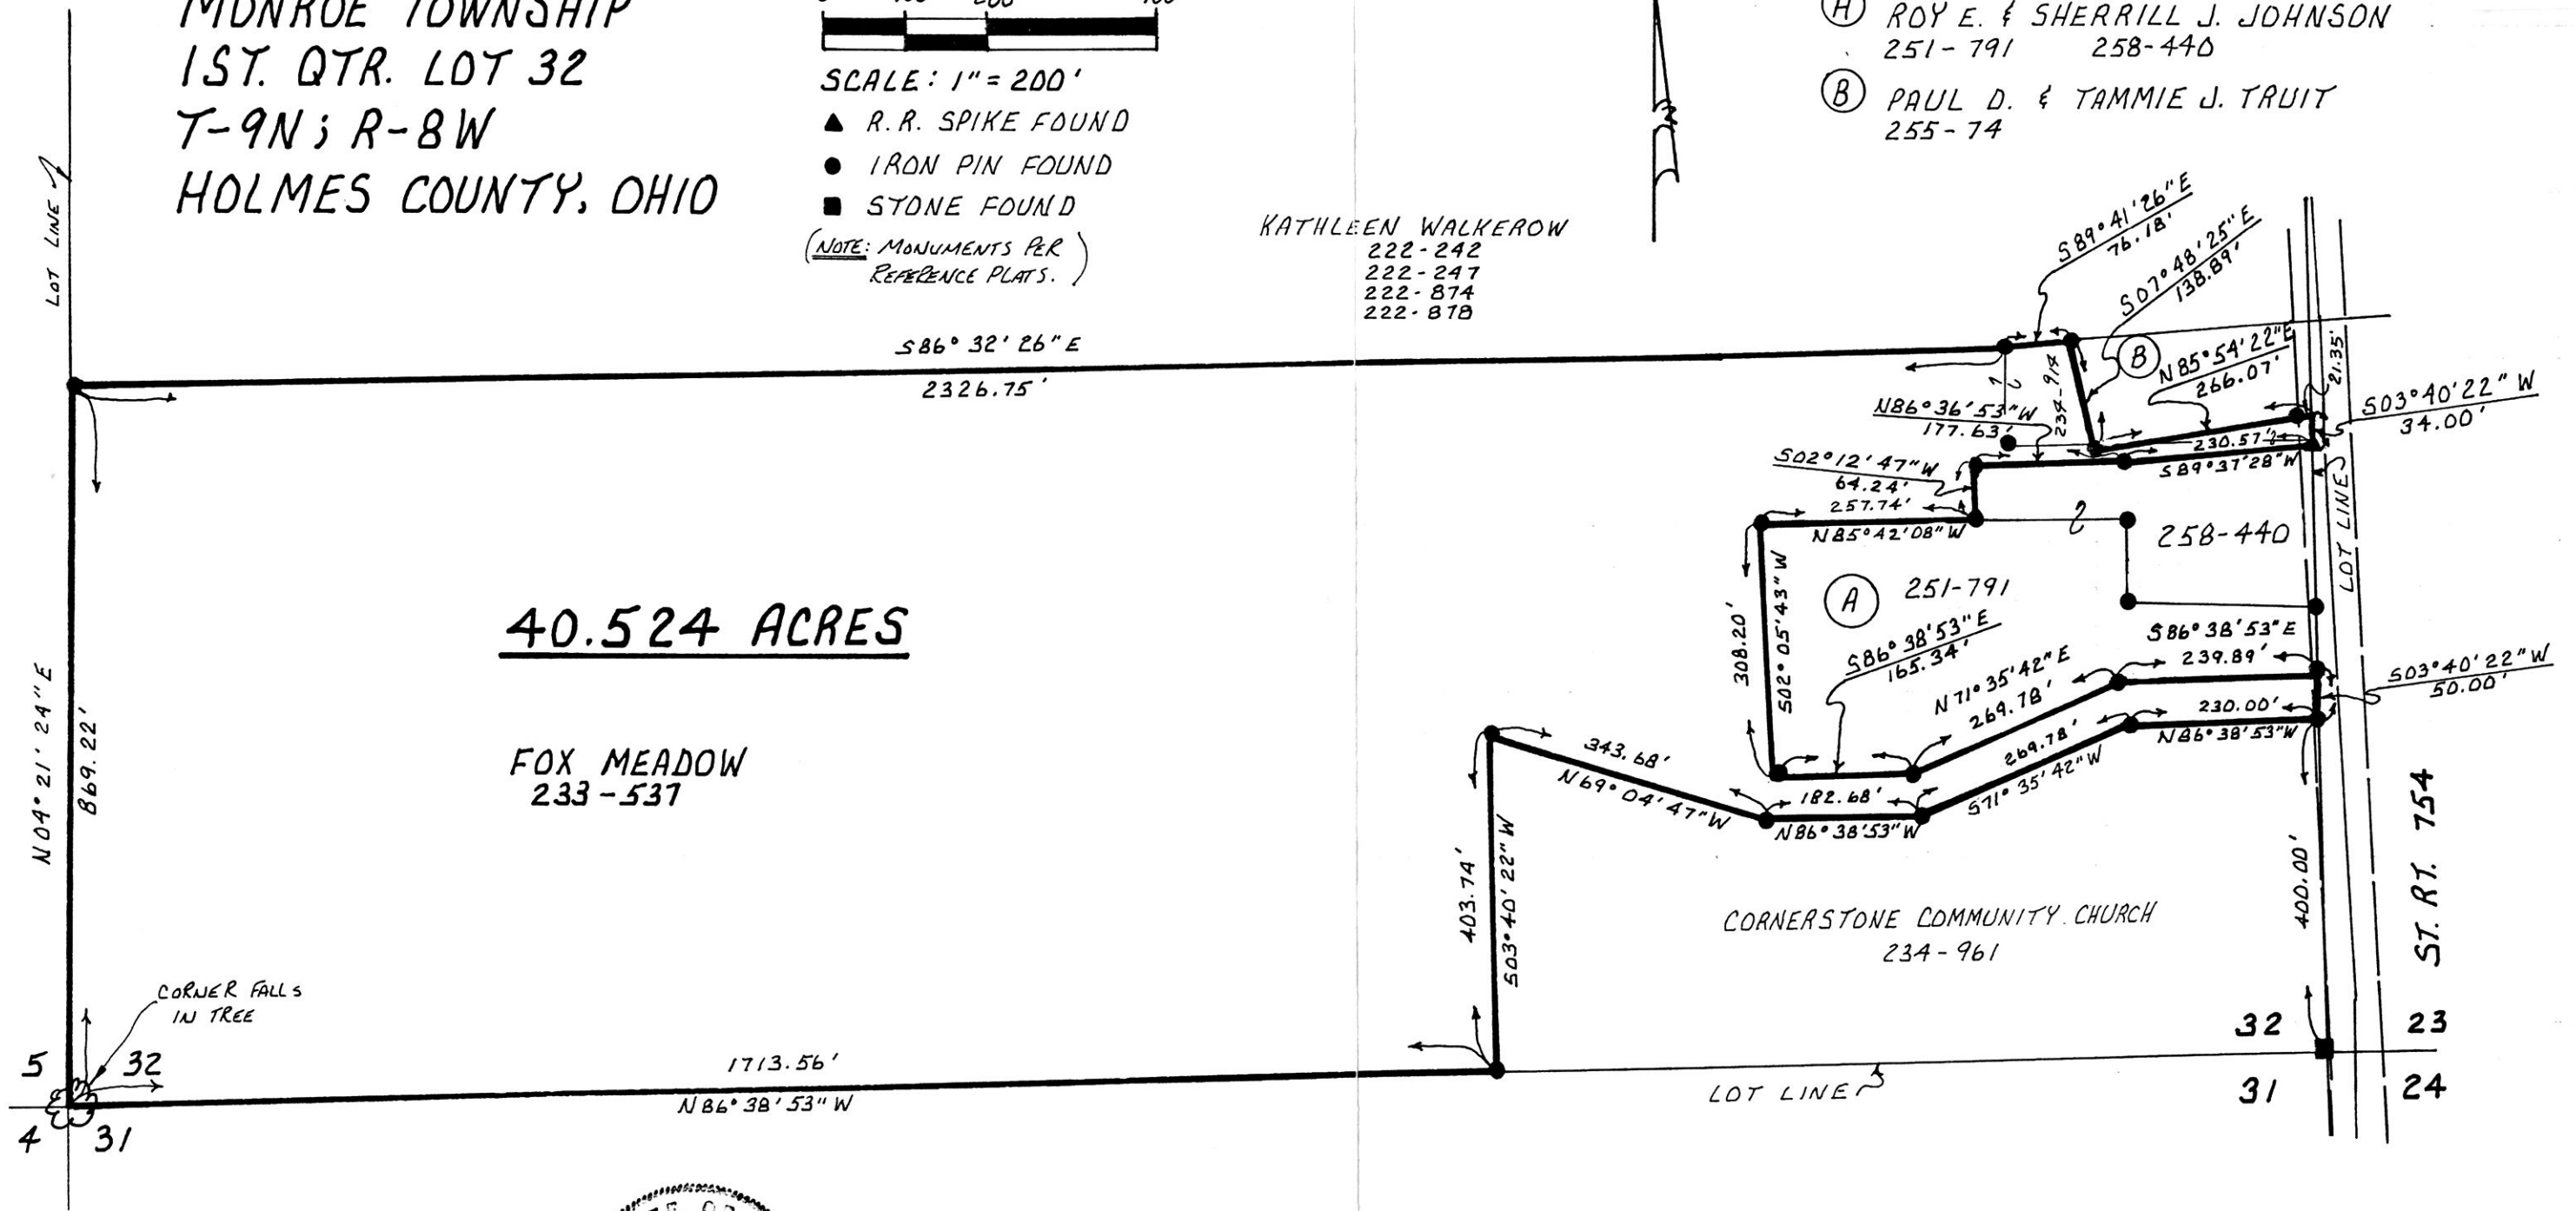 MONROE TOWNSHIP
1ST. QTR. LOT 32
T-9N; R-8W
HOLMES COUNTY, OHIO
LOT LINE
SCALE: 1" = 200'
R.R. SPIKE FOUND
IRON PIN FOUND
STONE FOUND
(NOTE: MONUMENTS PER
REFERENCE PLATS.)
KATHLEEN WALKEROW
222-242
222-247
222-874
222-878
(A) ROY E. & SHERRILL J. JOHNSON
251-791 258-440
(B) PAUL D. & TAMMIE J. TRUIT
255-74
S89°41'26"E
76.18'
S07°48'25"E
138.89'
S86° 32' 26" E
2326.75'
B
N85°54'22"E
266.07'
21.35'
S03°40'22" W
34.00'
234-914
N86°36'53"W
177.63'
230.57'
S89°37'28"W
S02°12'47"W
64.24'
257.74'
N85°42'08"W
258-440
LOT LINES
308.20'
S02°05'43"W
A
251-791
S86°38'53"E
165.34'
N71°35'42"E
269.78'
S86°38'53"E
239.89'
S03°40'22"W
50.00'
230.00'
N86°38'53"W
269.78'
S71°35'42"W
182.68'
N86°38'53"W
343.68'
N69°04'47"W
40.524 ACRES
FOX MEADOW
233-537
N04°21'24"E
869.22'
403.74'
S03°40'22"W
CORNERSTONE COMMUNITY CHURCH
234-961
400.00'
ST. RT. 754
CORNER FALLS
IN TREE
5 32
4 31
1713.56'
N86°38'53"W
LOT LINE
32 23
31 24